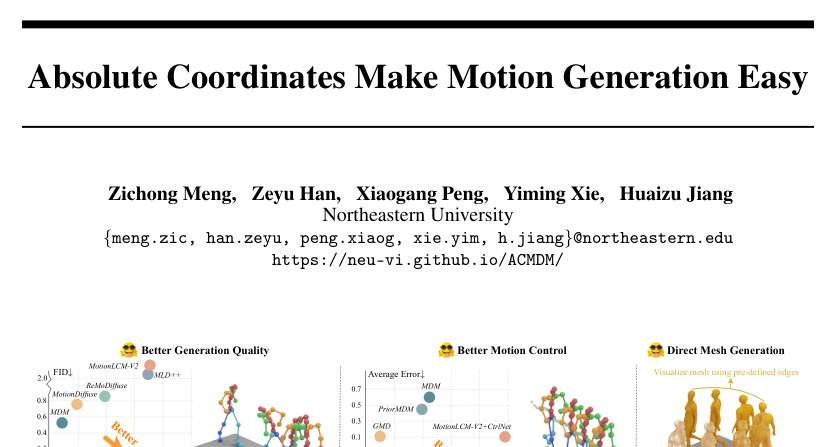 Absolute Coordinates Make Motion Generation Easy
Zichong Meng, Zeyu Han, Xiaogang Peng, Yiming Xie, Huaizu Jiang
Northeastern University
{meng.zic, han.zeyu, peng.xiaog, xie.yim, h.jiang}@northeastern.edu
https://neu-vi.github.io/ACMDM/
Better Generation Quality
FID↓
2.0
0.8
0.6
0.4
MotionLCM-V2
MLD++
ReMoDiffuse
MotionDiffuse
MDM
Better
Better Motion Control
Average Error↓
0.7
0.5
0.3
0.1
MDM
PriorMDM
GMD
MotionLCM-V2+CtrlNet
Direct Mesh Generation
Visualize mesh using pre-defined edges